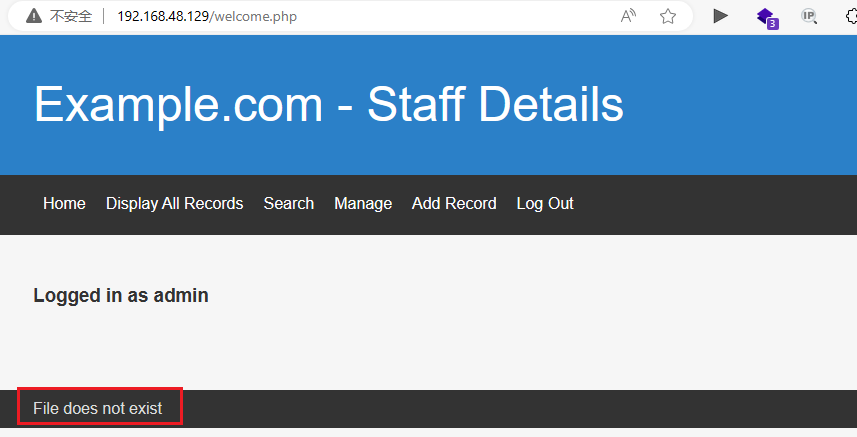 不安全 192.168.48.129/welcome.php
3
IP
Example.com - Staff Details
Home Display All Records Search Manage Add Record Log Out
Logged in as admin
File does not exist